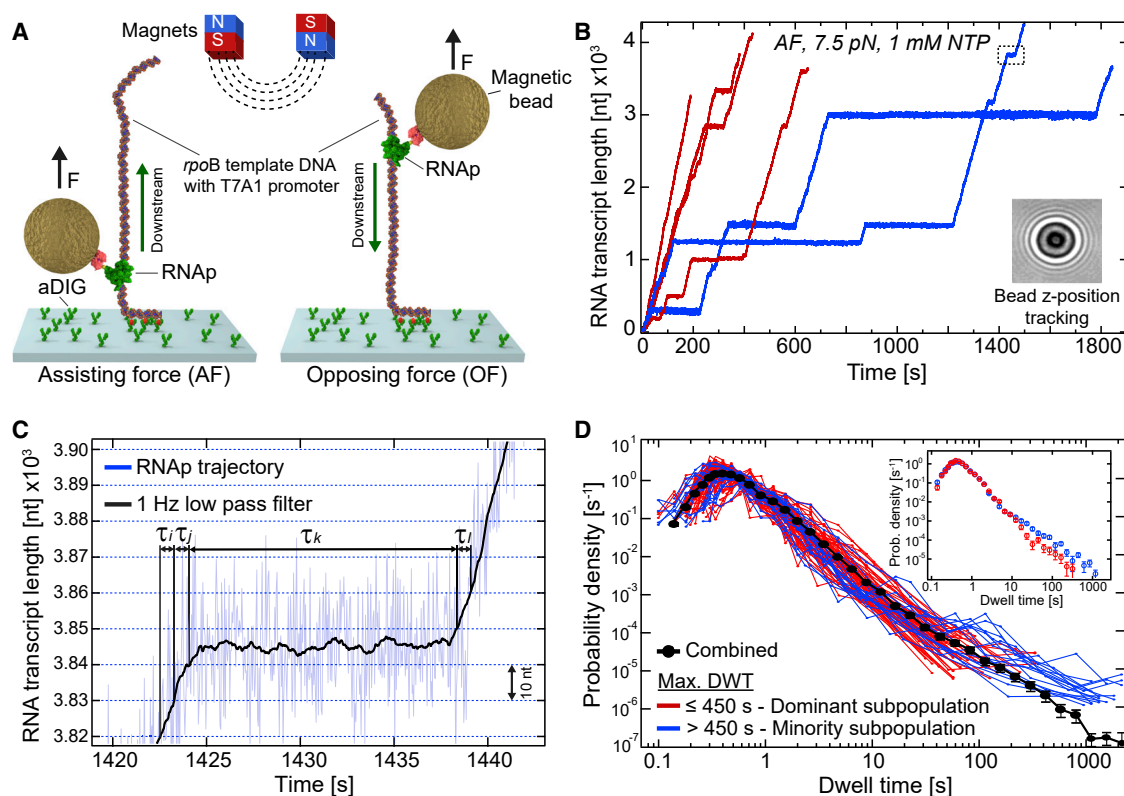 A
Magnets
N
S
S
N
F
Magnetic
bead
RNAp
rpoB template DNA
with T7A1 promoter
Downstream
Downstream
F
aDIG
RNAp
Assisting force (AF)
Opposing force (OF)
B
AF, 7.5 pN, 1 mM NTP
RNA transcript length [nt] x10³
4
3
2
1
0
0
200
600
1000
1400
1800
Time [s]
Bead z-position
tracking
C
RNA transcript length [nt] x10³
3.90
3.89
3.88
3.87
3.86
3.85
3.84
3.83
3.82
RNAp trajectory
1 Hz low pass filter
τi
τj
τk
τl
10 nt
1420
1425
1430
1435
1440
Time [s]
D
Probability density [s⁻¹]
10¹
10⁰
10⁻¹
10⁻²
10⁻³
10⁻⁴
10⁻⁵
10⁻⁶
10⁻⁷
Combined
Max. DWT
≤ 450 s - Dominant subpopulation
> 450 s - Minority subpopulation
0.1
1
10
100
1000
Dwell time [s]
Prob. density [s⁻¹]
10⁰
10⁻¹
10⁻²
10⁻³
10⁻⁴
10⁻⁵
0.1
1
10
100
1000
Dwell time [s]